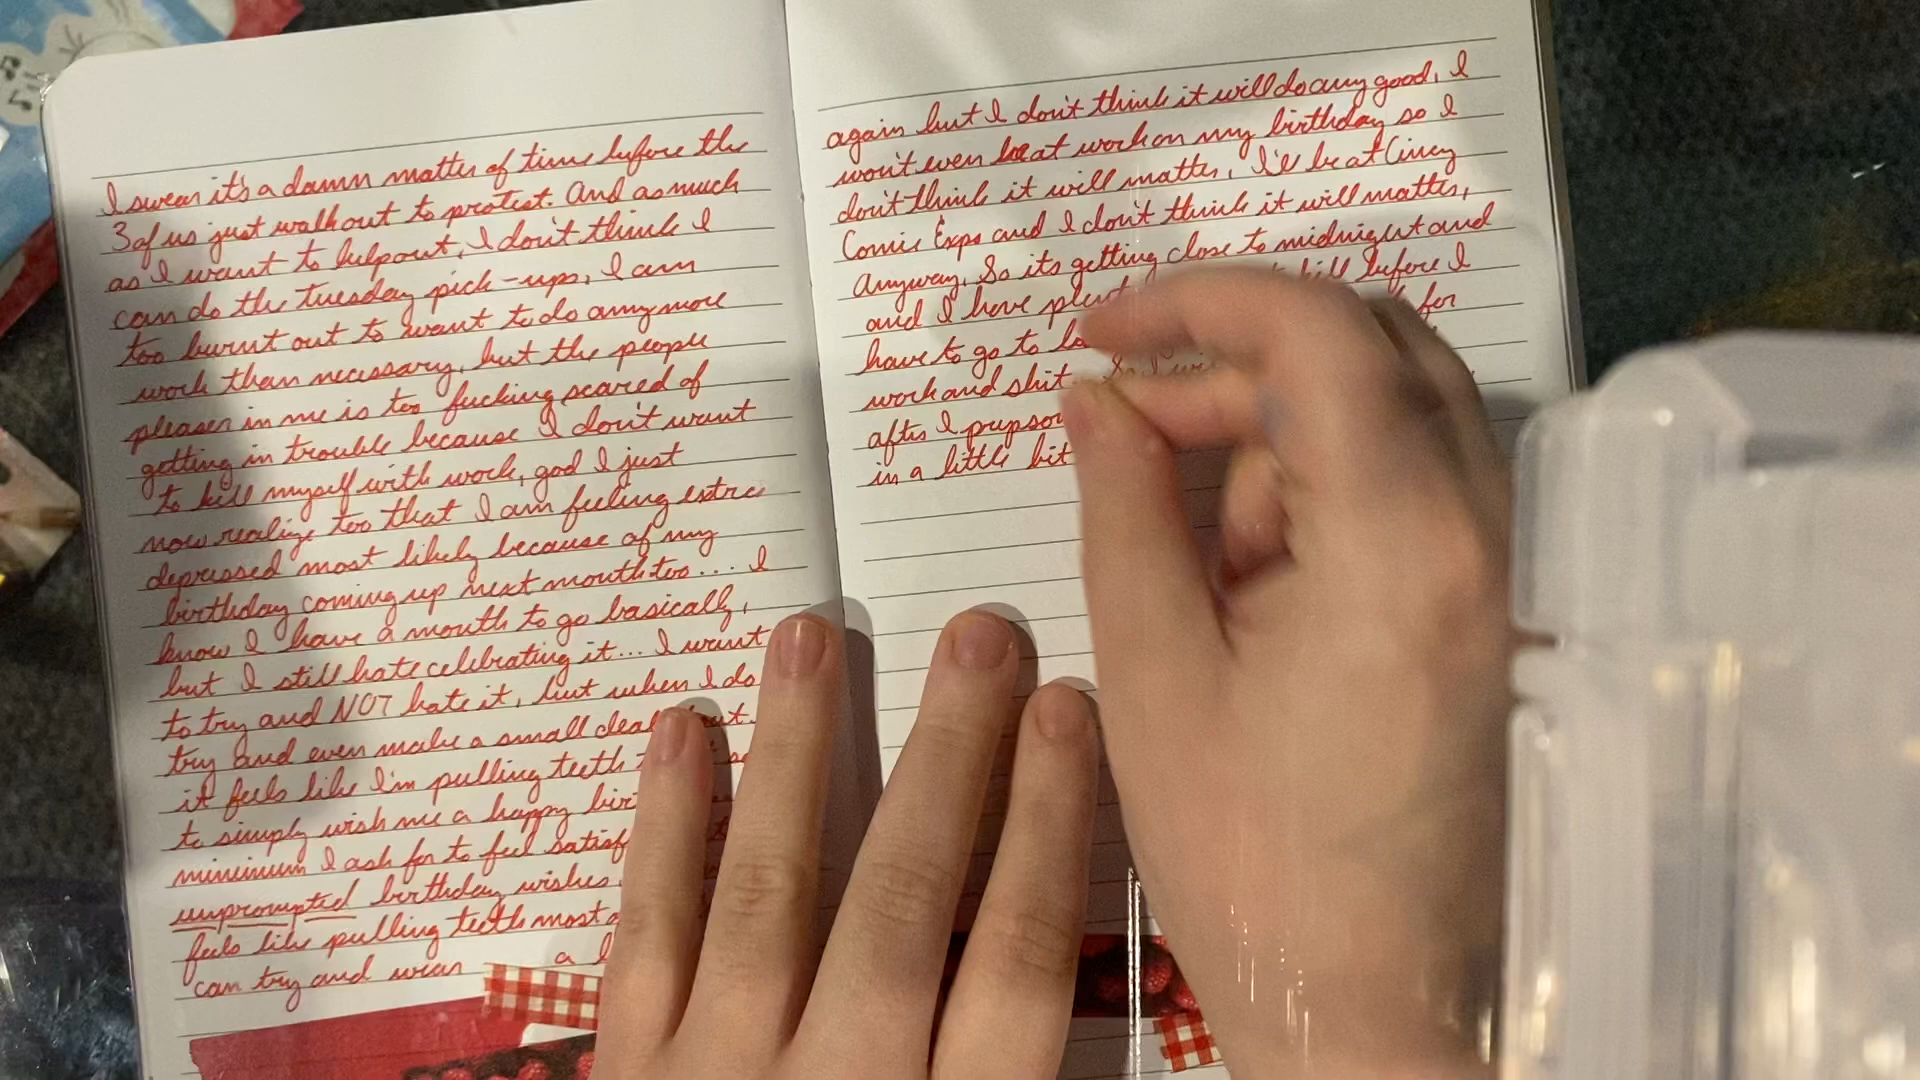 I swear it's a damn matter of time before the
3 of us just walk out to protest. And as much
as I want to help out, I don't think I
can do the tuesday pick-ups, I am
too burnt out to want to do any more
work than necessary, but the people
pleaser in me is too fucking scared of
getting in trouble because I don't want
to kill myself with work, god I just
now realize too that I am feeling extra
depressed most likely because of my
birthday coming up next month too... I
know I have a month to go basically,
but I still hate celebrating it... I want
to try and NOT hate it, but when I do
try and even make a small deal
it feels like I'm pulling teeth
to simply wish me a happy
minimum I ask for to feel
unprompted birthday wishes,
feels like pulling teeth most
can try and wear a
again but I don't think it will do any good, I
won't even be at work on my birthday so I
don't think it will matter, I'll be at Cincy
Comic Expo and I don't think it will matter,
Anyway, So its getting close to midnight and
and I have kill before I
have to go to for
work and shit. So I
after I
in a little bit